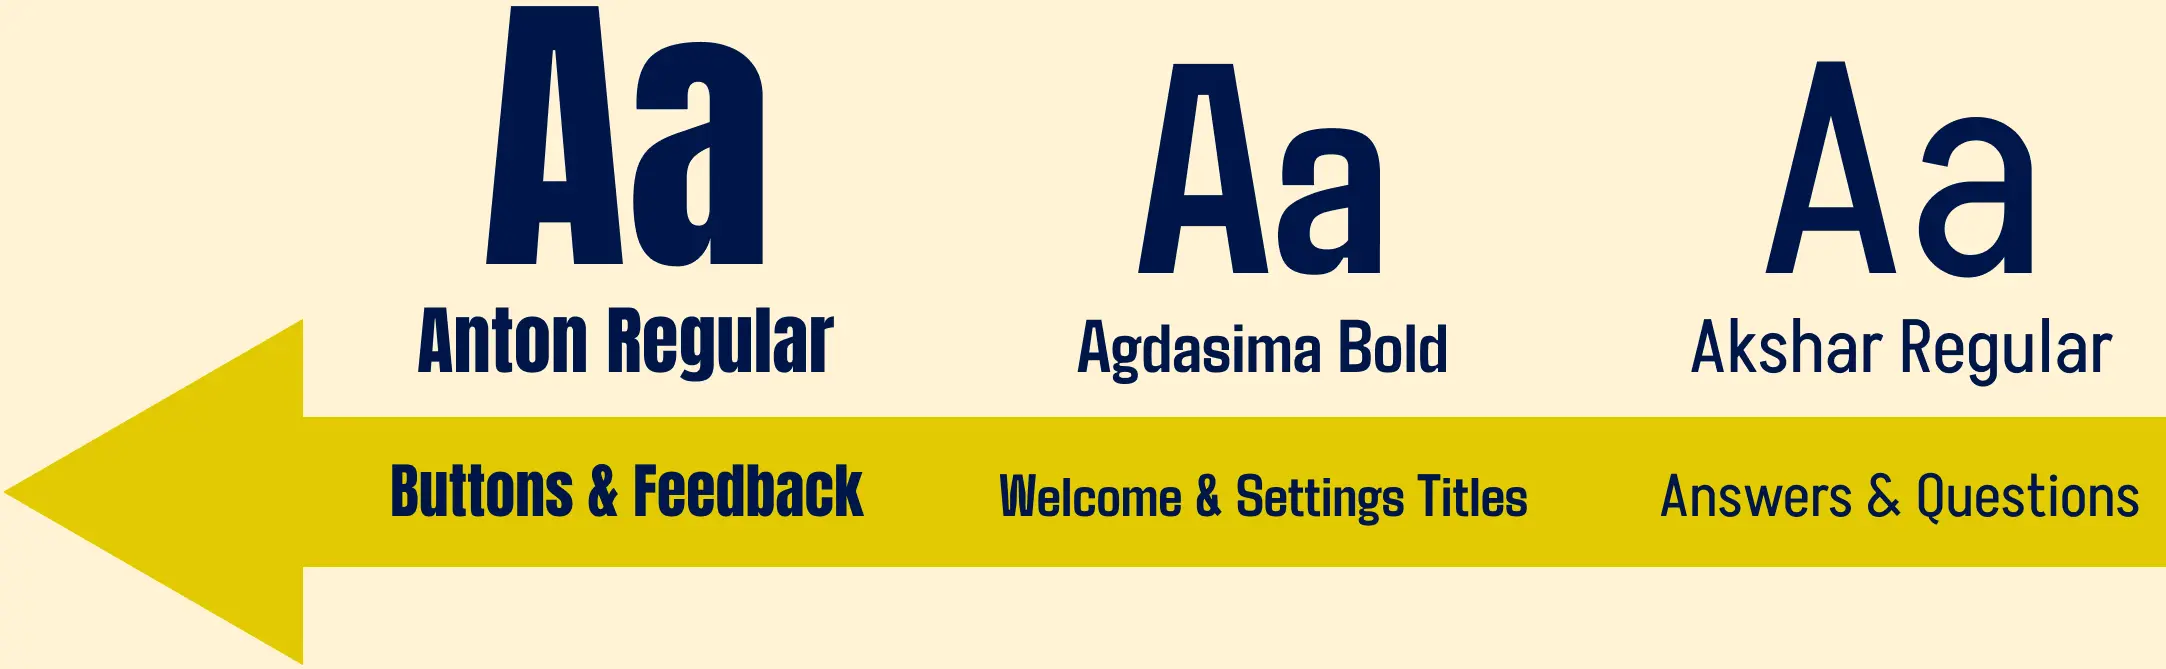 Aa
Anton Regular
Buttons & Feedback
Aa
Agdasima Bold
Welcome & Settings Titles
Aa
Akshar Regular
Answers & Questions